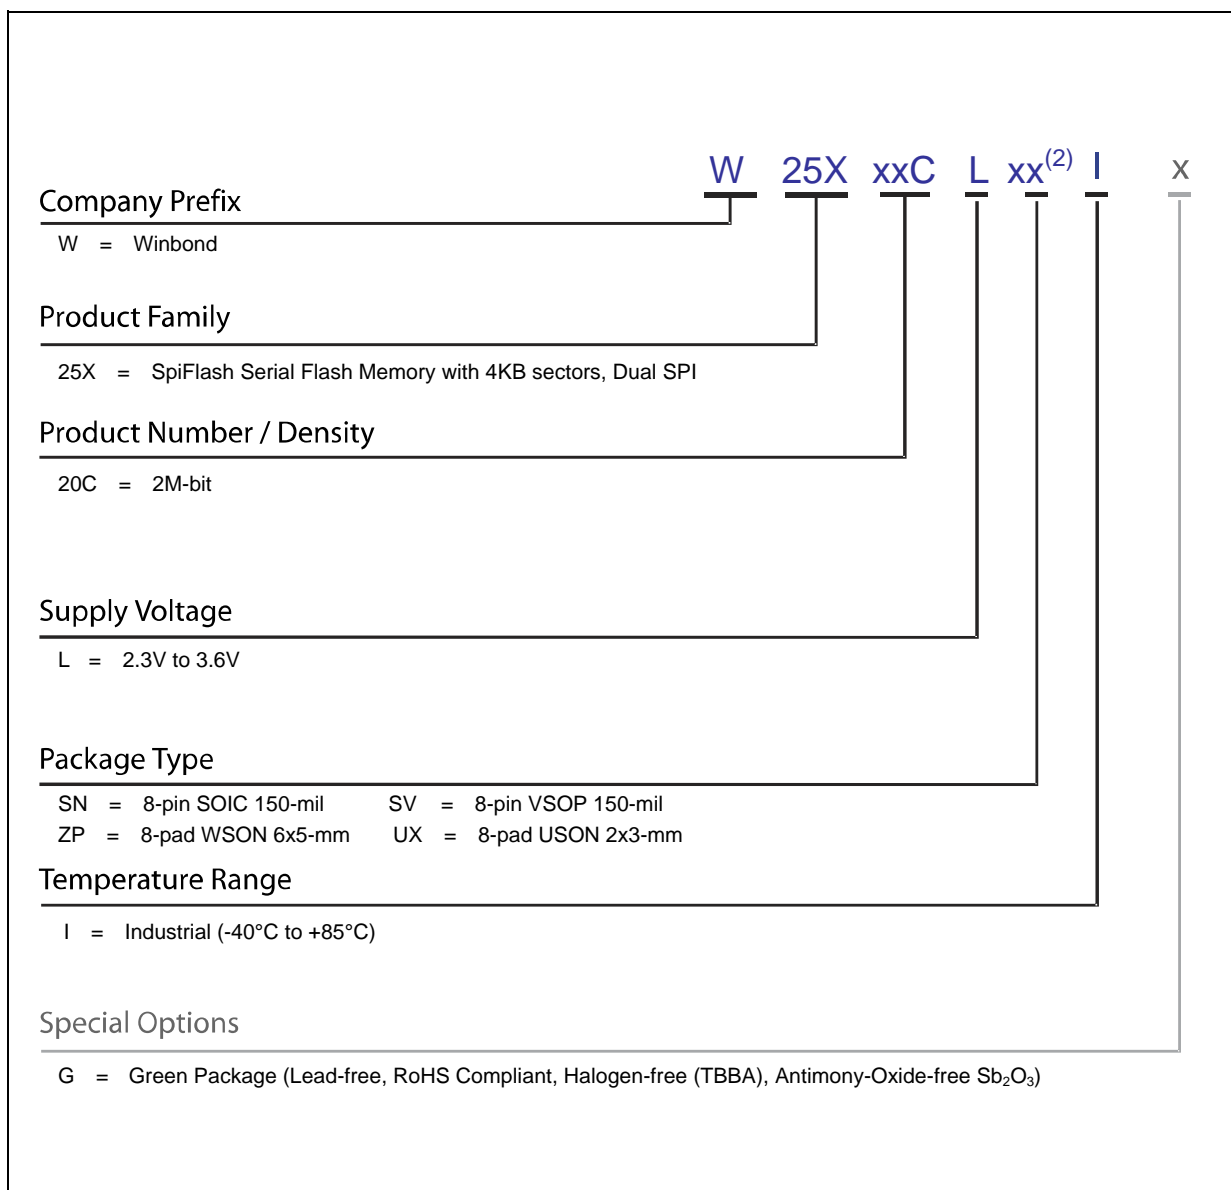 W 25X xxC L xx(2) I x
Company Prefix
W = Winbond
Product Family
25X = SpiFlash Serial Flash Memory with 4KB sectors, Dual SPI
Product Number / Density
20C = 2M-bit
Supply Voltage
L = 2.3V to 3.6V
Package Type
SN = 8-pin SOIC 150-mil SV = 8-pin VSOP 150-mil
ZP = 8-pad WSON 6x5-mm UX = 8-pad USON 2x3-mm
Temperature Range
I = Industrial (-40°C to +85°C)
Special Options
G = Green Package (Lead-free, RoHS Compliant, Halogen-free (TBBA), Antimony-Oxide-free Sb₂O₃)